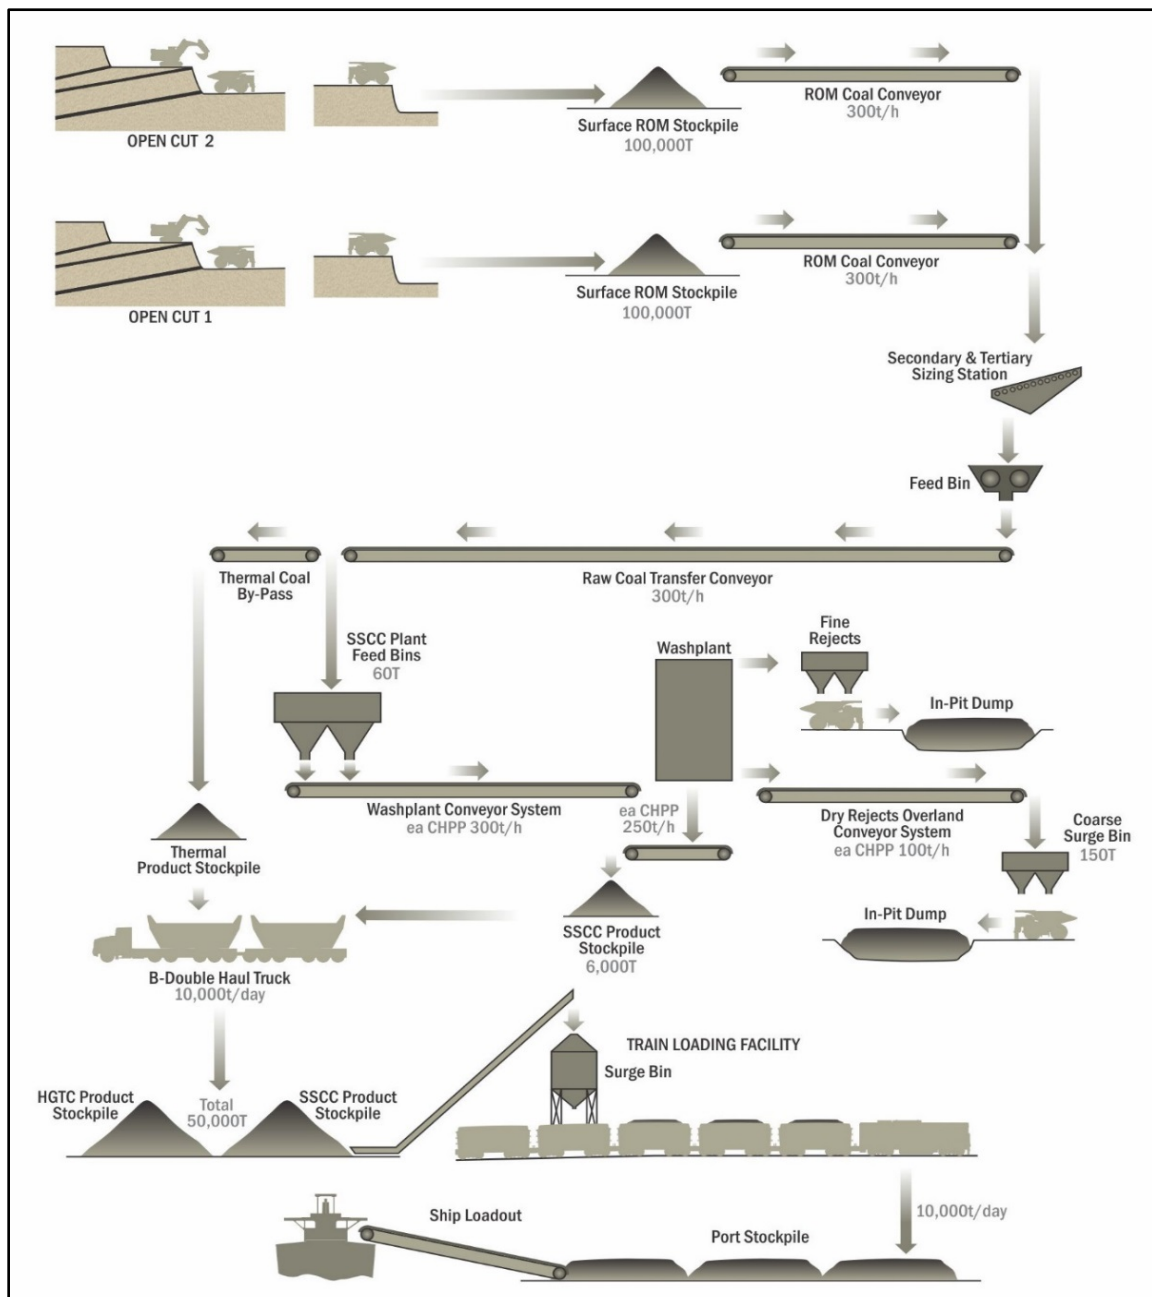 OPEN CUT 2
Surface ROM Stockpile
100,000T
ROM Coal Conveyor
300t/h
OPEN CUT 1
Surface ROM Stockpile
100,000T
ROM Coal Conveyor
300t/h
Secondary & Tertiary
Sizing Station
Feed Bin
Thermal Coal
By-Pass
Raw Coal Transfer Conveyor
300t/h
SSCC Plant
Feed Bins
60T
Washplant
Fine
Rejects
In-Pit Dump
Washplant Conveyor System
ea CHPP 300t/h
ea CHPP
250t/h
Dry Rejects Overland
Conveyor System
ea CHPP 100t/h
Coarse
Surge Bin
150T
Thermal
Product Stockpile
In-Pit Dump
SSCC Product
Stockpile
6,000T
B-Double Haul Truck
10,000t/day
TRAIN LOADING FACILITY
Surge Bin
HGTC Product
Stockpile
Total
50,000T
SSCC Product
Stockpile
10,000t/day
Ship Loadout
Port Stockpile